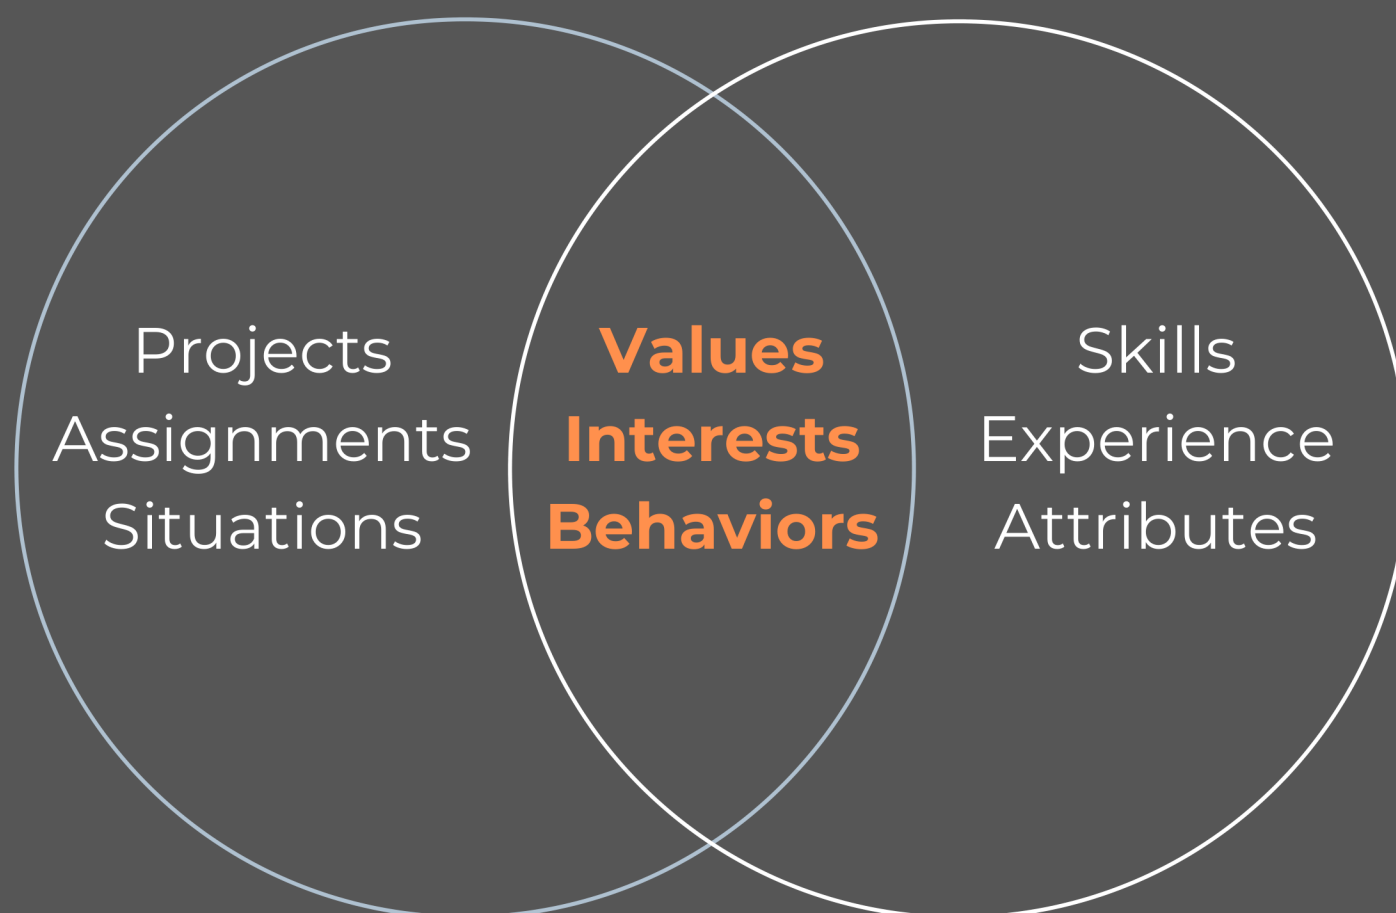 Projects
Assignments
Situations
Values
Interests
Behaviors
Skills
Experience
Attributes